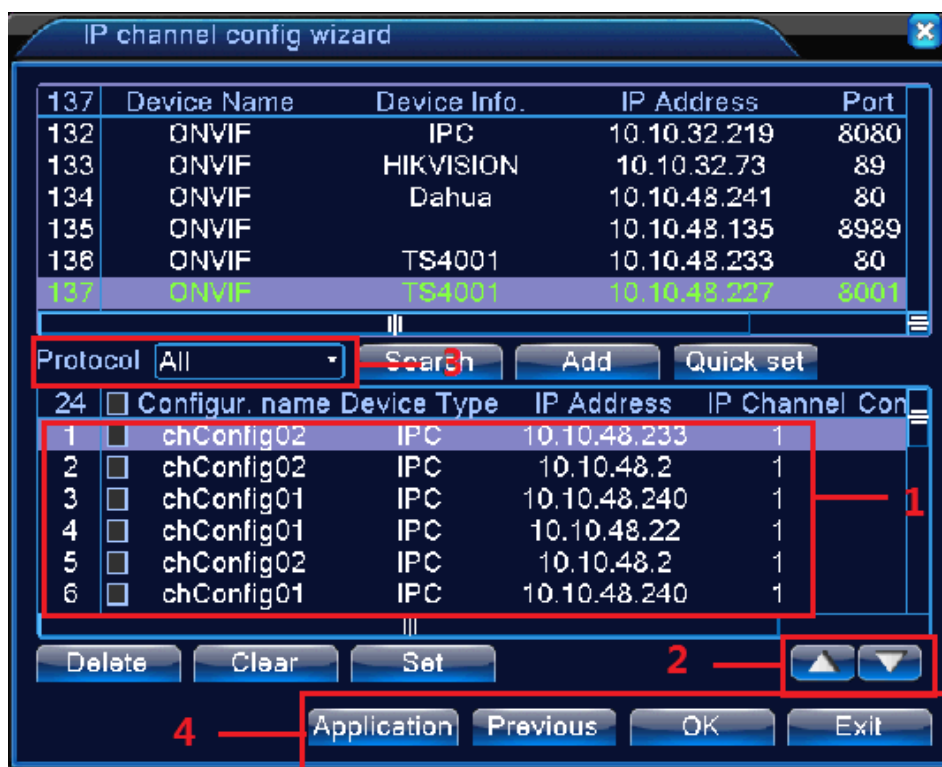 IP channel config wizard
137 Device Name Device Info. IP Address Port
132 ONVIF IPC 10.10.32.219 8080
133 ONVIF HIKVISION 10.10.32.73 89
134 ONVIF Dahua 10.10.48.241 80
135 ONVIF 10.10.48.135 8989
136 ONVIF TS4001 10.10.48.233 80
137 ONVIF TS4001 10.10.48.227 8001
Protocol All Search 3 Add Quick set
24 Configur. name Device Type IP Address IP Channel Con
1 chConfig02 IPC 10.10.48.233 1
2 chConfig02 IPC 10.10.48.2 1
3 chConfig01 IPC 10.10.48.240 1 1
4 chConfig01 IPC 10.10.48.22 1
5 chConfig02 IPC 10.10.48.2 1
6 chConfig01 IPC 10.10.48.240 1
Delete Clear Set 2
4 Application Previous OK Exit